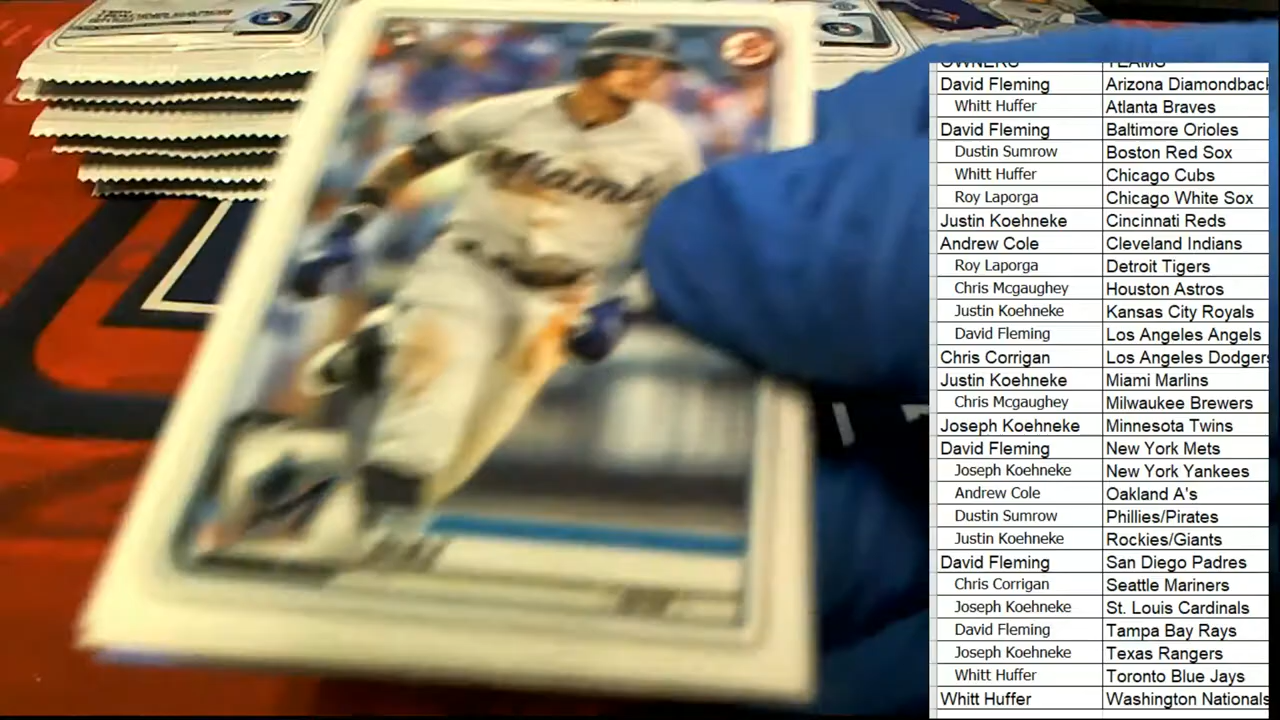 Miami
OWNERS TEAMS
David Fleming Arizona Diamondbac
Whitt Huffer Atlanta Braves
David Fleming Baltimore Orioles
Dustin Sumrow Boston Red Sox
Whitt Huffer Chicago Cubs
Roy Laporga Chicago White Sox
Justin Koehneke Cincinnati Reds
Andrew Cole Cleveland Indians
Roy Laporga Detroit Tigers
Chris Mcgaughey Houston Astros
Justin Koehneke Kansas City Royals
David Fleming Los Angeles Angels
Chris Corrigan Los Angeles Dodgers
Justin Koehneke Miami Marlins
Chris Mcgaughey Milwaukee Brewers
Joseph Koehneke Minnesota Twins
David Fleming New York Mets
Joseph Koehneke New York Yankees
Andrew Cole Oakland A's
Dustin Sumrow Phillies/Pirates
Justin Koehneke Rockies/Giants
David Fleming San Diego Padres
Chris Corrigan Seattle Mariners
Joseph Koehneke St. Louis Cardinals
David Fleming Tampa Bay Rays
Joseph Koehneke Texas Rangers
Whitt Huffer Toronto Blue Jays
Whitt Huffer Washington Nationals